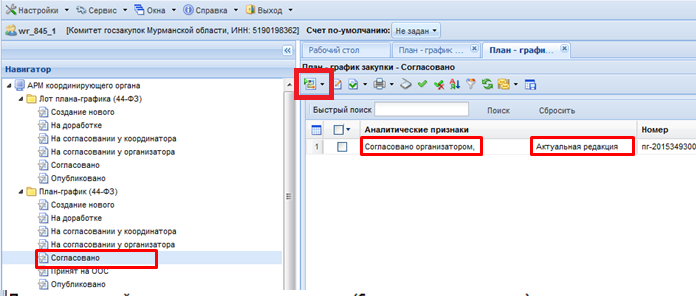 Настройки Сервис Окна Справка Выход
wr_845_1 [Комитет госзакупок Мурманской области, ИНН: 5190198362] Счет по-умолчанию: Не задан
Рабочий стол План - график ... План - графи...
Навигатор
План - график закупки - Согласовано
АРМ координирующего органа
Лот плана-графика (44-ФЗ)
Создание нового
На доработке
На согласовании у координатора
На согласовании у организатора
Согласовано
Опубликовано
План-график (44-ФЗ)
Создание нового
На доработке
На согласовании у координатора
На согласовании у организатора
Согласовано
Принят на ООС
Опубликовано
Быстрый поиск Поиск Сбросить
Аналитические признаки Номер
1 Согласовано организатором, Актуальная редакция nr-2015349300